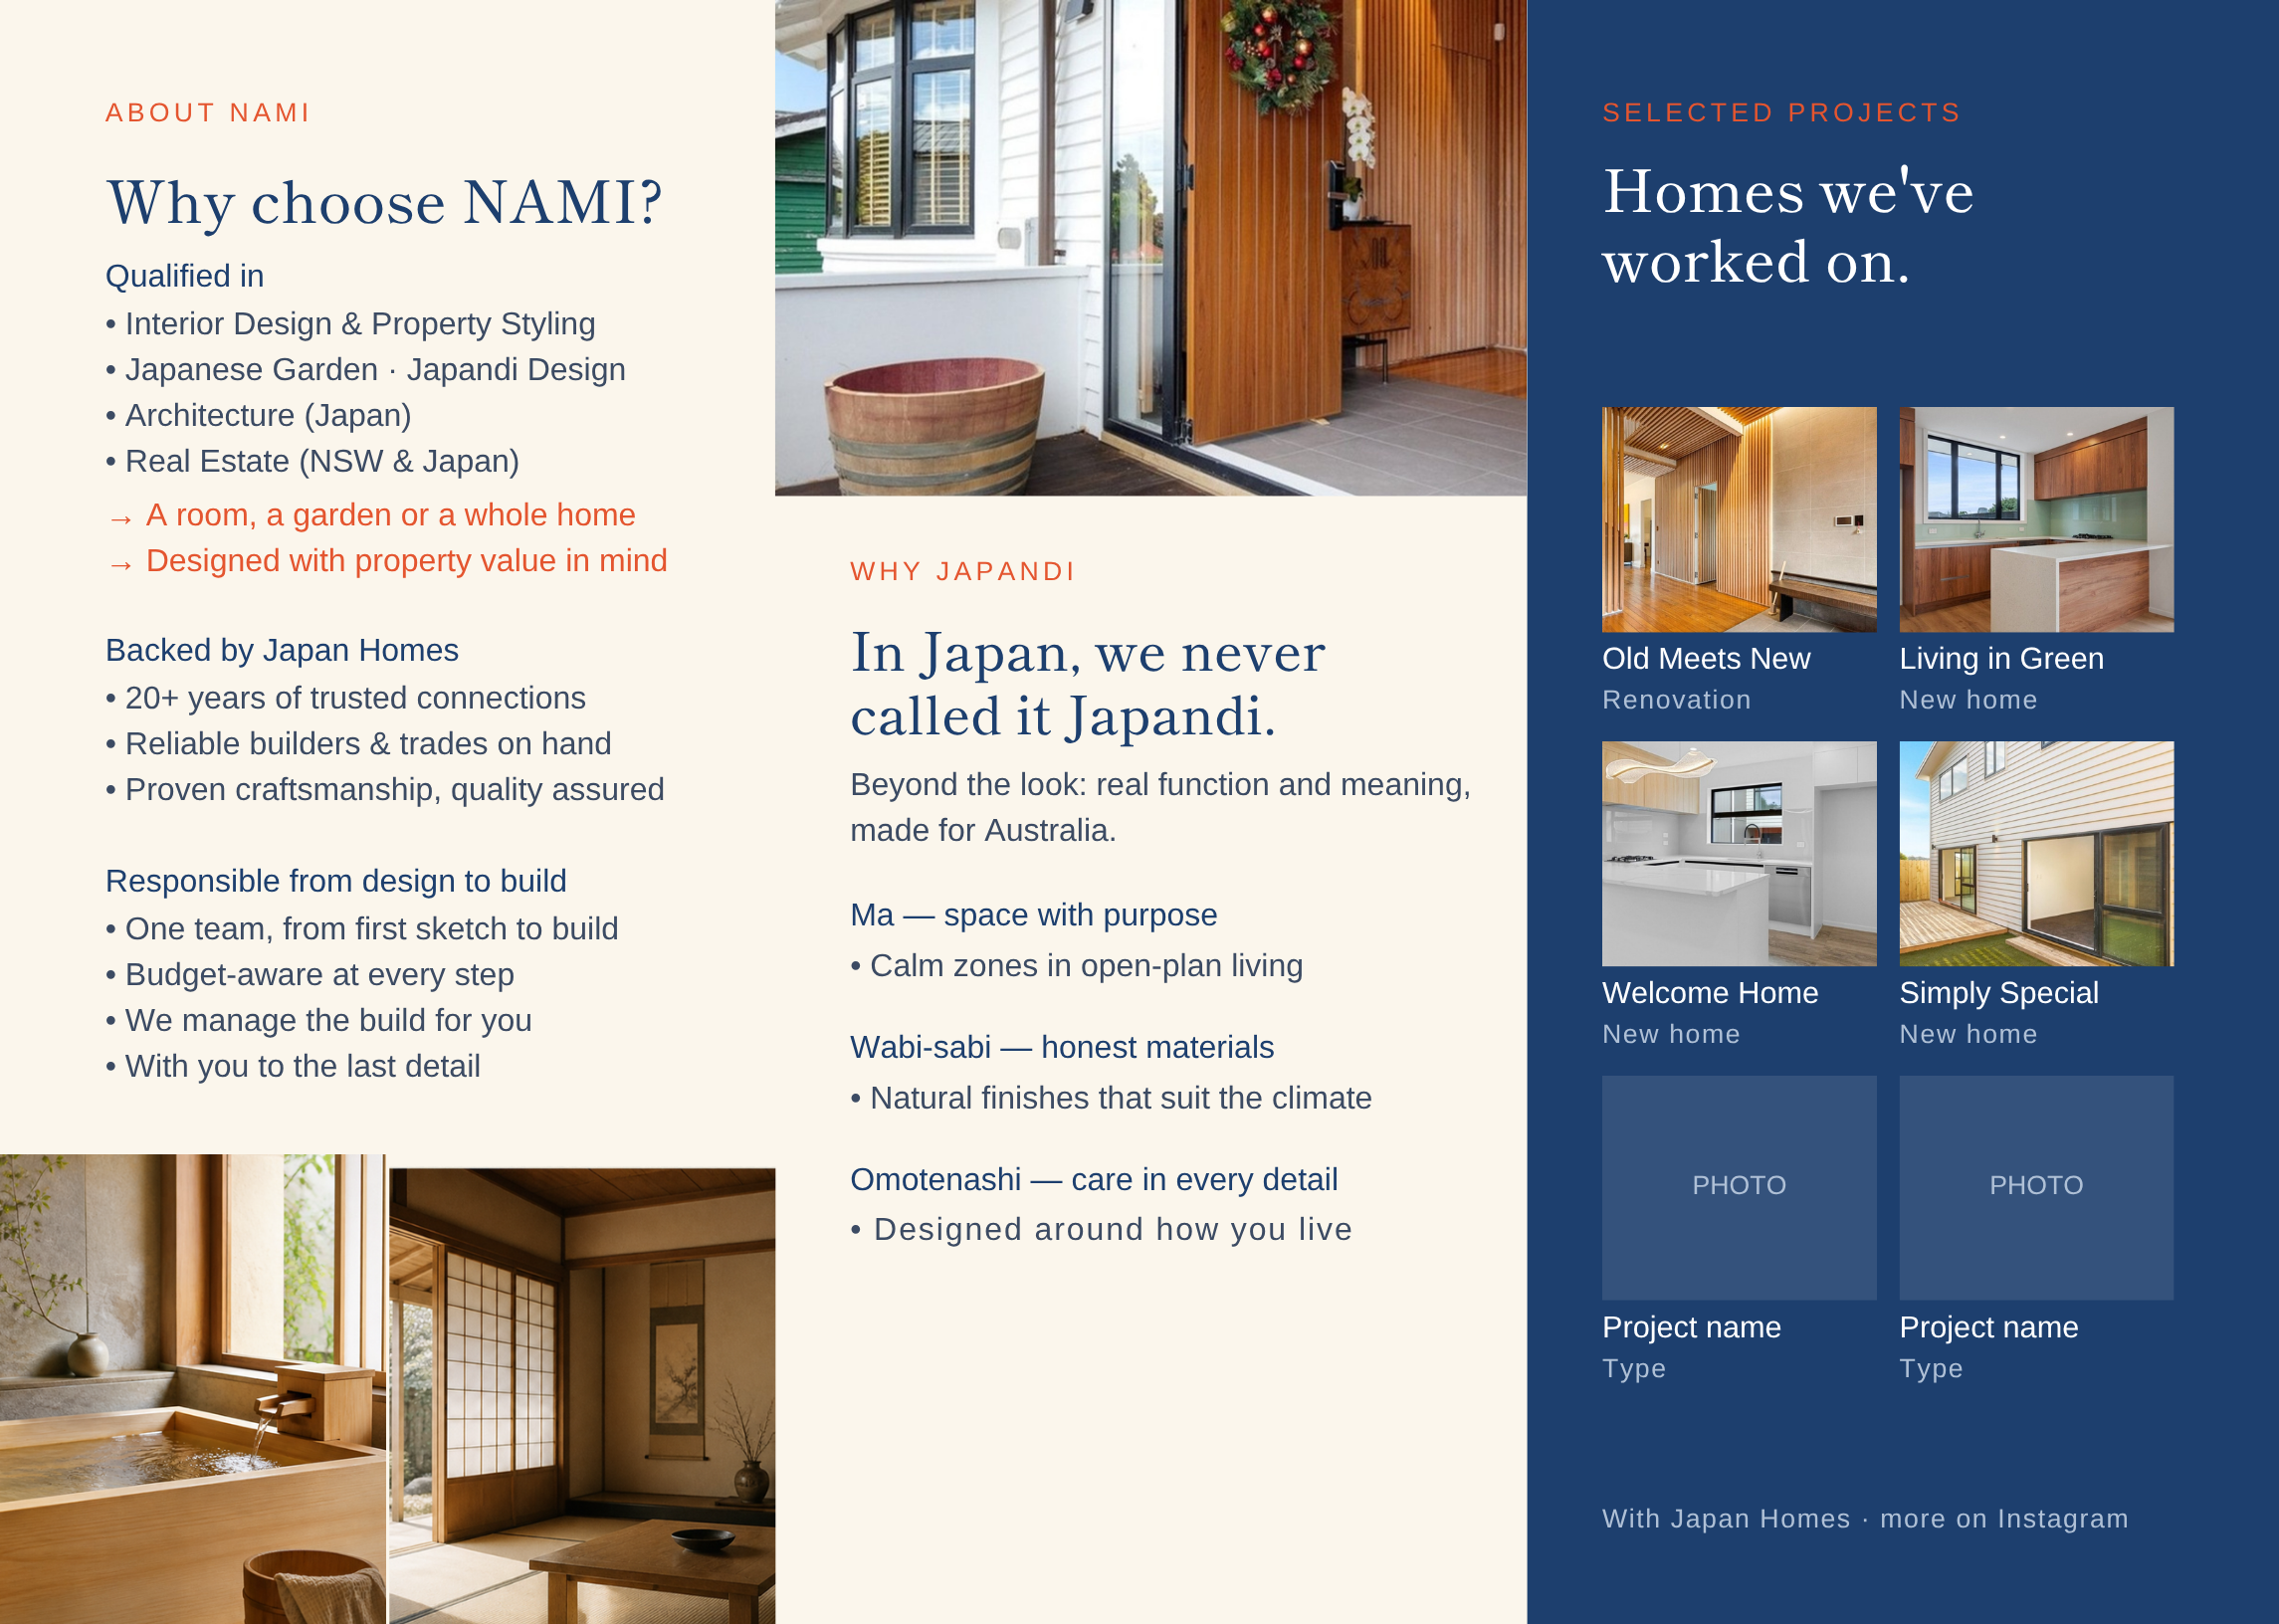 ABOUT NAMI
Why choose NAMI?
Qualified in
• Interior Design & Property Styling
• Japanese Garden · Japandi Design
• Architecture (Japan)
• Real Estate (NSW & Japan)
→ A room, a garden or a whole home
→ Designed with property value in mind
Backed by Japan Homes
• 20+ years of trusted connections
• Reliable builders & trades on hand
• Proven craftsmanship, quality assured
Responsible from design to build
• One team, from first sketch to build
• Budget-aware at every step
• We manage the build for you
• With you to the last detail
WHY JAPANDI
In Japan, we never
called it Japandi.
Beyond the look: real function and meaning,
made for Australia.
Ma — space with purpose
• Calm zones in open-plan living
Wabi-sabi — honest materials
• Natural finishes that suit the climate
Omotenashi — care in every detail
• Designed around how you live
SELECTED PROJECTS
Homes we've
worked on.
Old Meets New
Renovation
Living in Green
New home
Welcome Home
New home
Simply Special
New home
PHOTO
Project name
Type
PHOTO
Project name
Type
With Japan Homes · more on Instagram